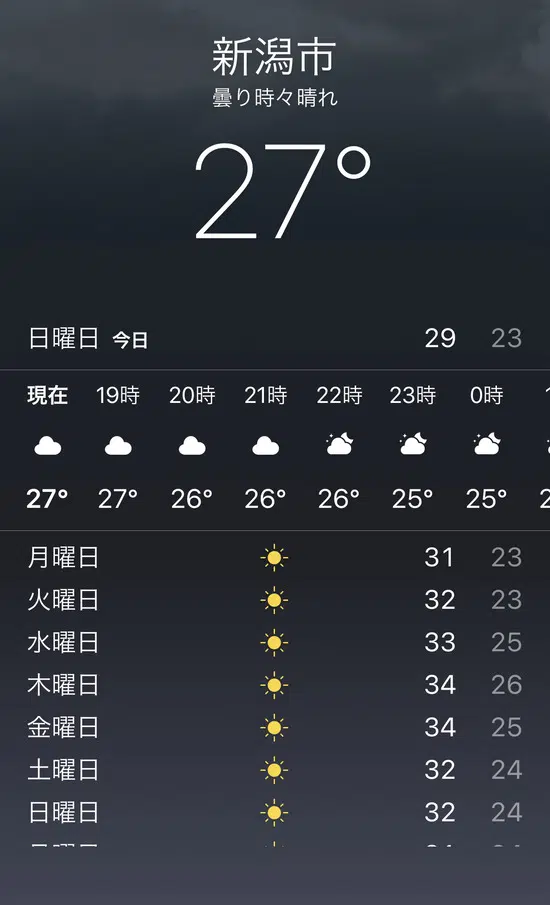 新潟市
曇り時々晴れ
27°
日曜日 今日 29 23
現在 19時 20時 21時 22時 23時 0時
27° 27° 26° 26° 26° 25° 25°
月曜日 31 23
火曜日 32 23
水曜日 33 25
木曜日 34 26
金曜日 34 25
土曜日 32 24
日曜日 32 24